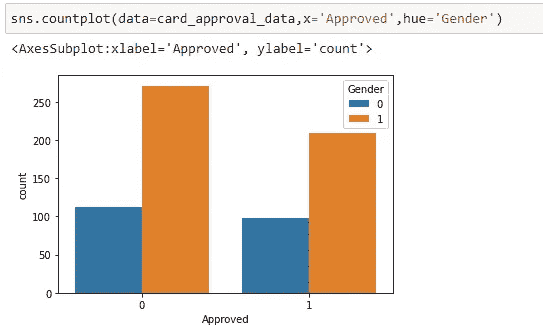 sns.countplot(data=card_approval_data,x='Approved',hue='Gender')
<AxesSubplot:xlabel='Approved', ylabel='count'>
Gender
0
1
250
200
150
100
50
0
count
0 1
Approved